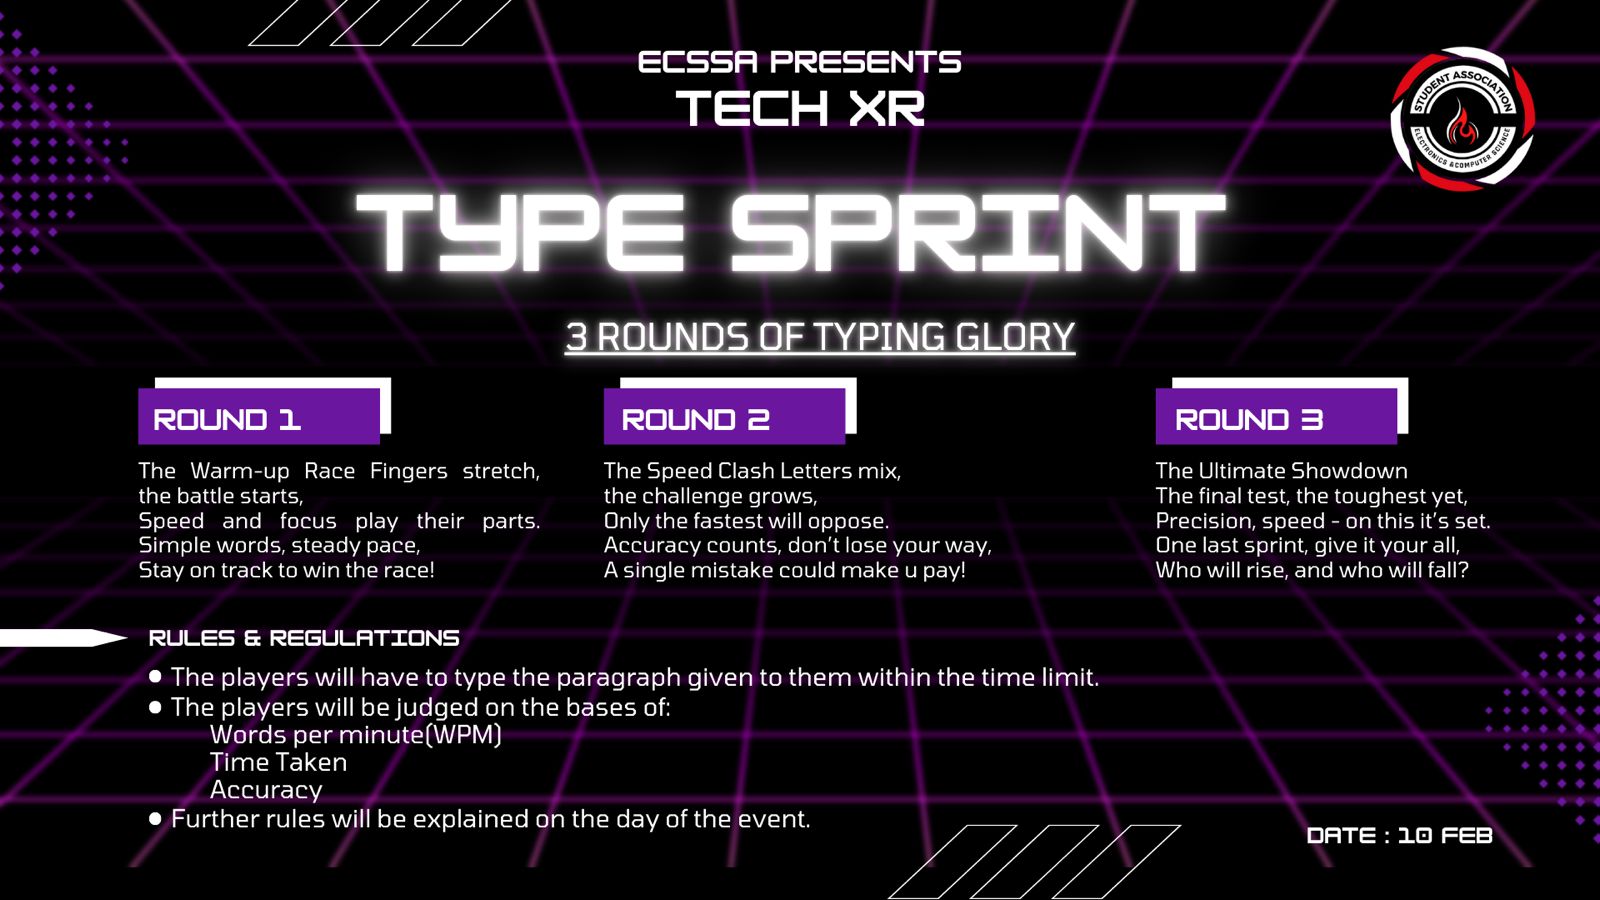 ECSSA PRESENTS
TECH XR
STUDENT ASSOCIATION
ELECTRONICS & COMPUTER SCIENCE
TYPE SPRINT
3 ROUNDS OF TYPING GLORY
ROUND 1
The Warm-up Race Fingers stretch,
the battle starts,
Speed and focus play their parts.
Simple words, steady pace,
Stay on track to win the race!
ROUND 2
The Speed Clash Letters mix,
the challenge grows,
Only the fastest will oppose.
Accuracy counts, don't lose your way,
A single mistake could make u pay!
ROUND 3
The Ultimate Showdown
The final test, the toughest yet,
Precision, speed - on this it's set.
One last sprint, give it your all,
Who will rise, and who will fall?
RULES & REGULATIONS
• The players will have to type the paragraph given to them within the time limit.
• The players will be judged on the bases of:
Words per minute(WPM)
Time Taken
Accuracy
• Further rules will be explained on the day of the event.
DATE : 10 FEB